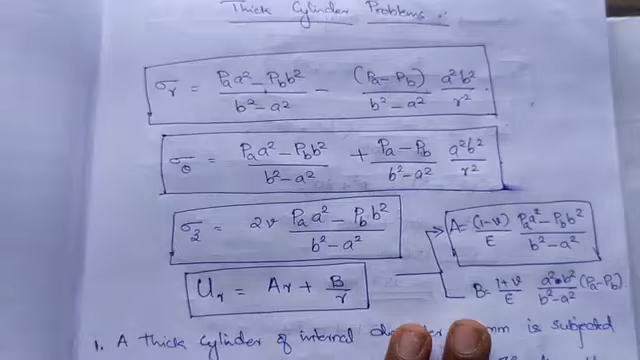 Thick Cylinder Problems :
σr = (Pa a² − Pb b²)/(b² − a²) − (Pa − Pb)/(b² − a²) a²b²/r²
σθ = (Pa a² − Pb b²)/(b² − a²) + (Pa − Pb)/(b² − a²) a²b²/r²
σz = 2ν (Pa a² − Pb b²)/(b² − a²)
A = (1−ν)/E (Pa a² − Pb b²)/(b² − a²)
Ur = Ar + B/r
B = (1+ν)/E a²b²/(b² − a²) (Pa − Pb)
1. A thick cylinder of internal mm is subjected